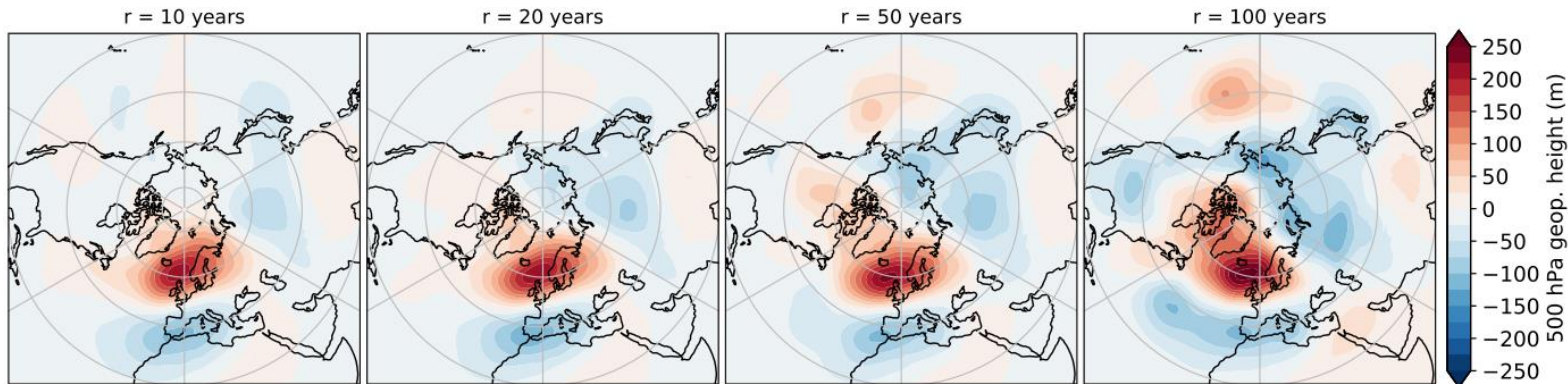 r = 10 years
r = 20 years
r = 50 years
r = 100 years
250
200
150
100
50
0
−50
−100
−150
−200
−250
500 hPa geop. height (m)